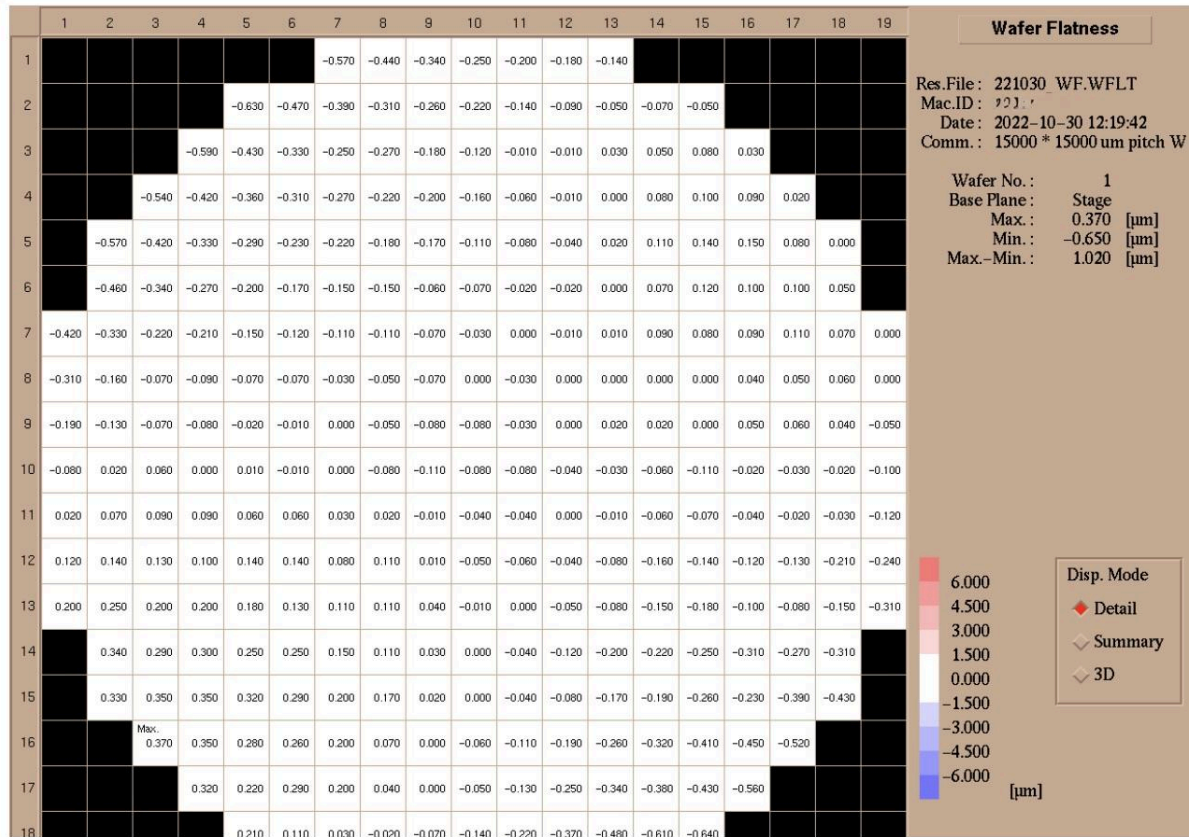 1 2 3 4 5 6 7 8 9 10 11 12 13 14 15 16 17 18 19
1 −0.570 −0.440 −0.340 −0.250 −0.200 −0.180 −0.140
2 −0.630 −0.470 −0.390 −0.310 −0.260 −0.220 −0.140 −0.090 −0.050 −0.070 −0.050
3 −0.590 −0.430 −0.330 −0.250 −0.270 −0.180 −0.120 −0.010 −0.010 0.030 0.050 0.080 0.030
4 −0.540 −0.420 −0.360 −0.310 −0.270 −0.220 −0.200 −0.160 −0.060 −0.010 0.000 0.080 0.100 0.090 0.020
5 −0.570 −0.420 −0.330 −0.290 −0.230 −0.220 −0.180 −0.170 −0.110 −0.080 −0.040 0.020 0.110 0.140 0.150 0.080 0.000
6 −0.460 −0.340 −0.270 −0.200 −0.170 −0.150 −0.150 −0.060 −0.070 −0.020 −0.020 0.000 0.070 0.120 0.100 0.100 0.050
7 −0.420 −0.330 −0.220 −0.210 −0.150 −0.120 −0.110 −0.110 −0.070 −0.030 0.000 −0.010 0.010 0.090 0.080 0.090 0.110 0.070 0.000
8 −0.310 −0.160 −0.070 −0.090 −0.070 −0.070 −0.030 −0.050 −0.070 0.000 −0.030 0.000 0.000 0.000 0.000 0.040 0.050 0.060 0.000
9 −0.190 −0.130 −0.070 −0.080 −0.020 −0.010 0.000 −0.050 −0.080 −0.080 −0.030 0.000 0.020 0.020 0.000 0.050 0.060 0.040 −0.050
10 −0.080 0.020 0.060 0.000 0.010 −0.010 0.000 −0.080 −0.110 −0.080 −0.080 −0.040 −0.030 −0.060 −0.110 −0.020 −0.030 −0.020 −0.100
11 0.020 0.070 0.090 0.090 0.060 0.060 0.030 0.020 −0.010 −0.040 −0.040 0.000 −0.010 −0.060 −0.070 −0.040 −0.020 −0.030 −0.120
12 0.120 0.140 0.130 0.100 0.140 0.140 0.080 0.110 0.010 −0.050 −0.060 −0.040 −0.080 −0.160 −0.140 −0.120 −0.130 −0.210 −0.240
13 0.200 0.250 0.200 0.200 0.180 0.130 0.110 0.110 0.040 −0.010 0.000 −0.050 −0.080 −0.150 −0.180 −0.100 −0.080 −0.150 −0.310
14 0.340 0.290 0.300 0.250 0.250 0.150 0.110 0.030 0.000 −0.040 −0.120 −0.200 −0.220 −0.250 −0.310 −0.270 −0.310
15 0.330 0.350 0.350 0.320 0.290 0.200 0.170 0.020 0.000 −0.040 −0.080 −0.170 −0.190 −0.260 −0.230 −0.390 −0.430
Max.
16 0.370 0.350 0.280 0.260 0.200 0.070 0.000 −0.060 −0.110 −0.190 −0.260 −0.320 −0.410 −0.450 −0.520
17 0.320 0.220 0.290 0.200 0.040 0.000 −0.050 −0.130 −0.250 −0.340 −0.380 −0.430 −0.560
18 0.210 0.110 0.030 −0.020 −0.070 −0.140 −0.220 −0.370 −0.480 −0.610 −0.640
Wafer Flatness
Res.File : 221030_WF.WFLT
Mac.ID :
Date : 2022−10−30 12:19:42
Comm. : 15000 * 15000 um pitch W
Wafer No. : 1
Base Plane : Stage
Max. : 0.370 [µm]
Min. : −0.650 [µm]
Max.−Min. : 1.020 [µm]
6.000
4.500
3.000
1.500
0.000
−1.500
−3.000
−4.500
−6.000
[µm]
Disp. Mode
Detail
Summary
3D